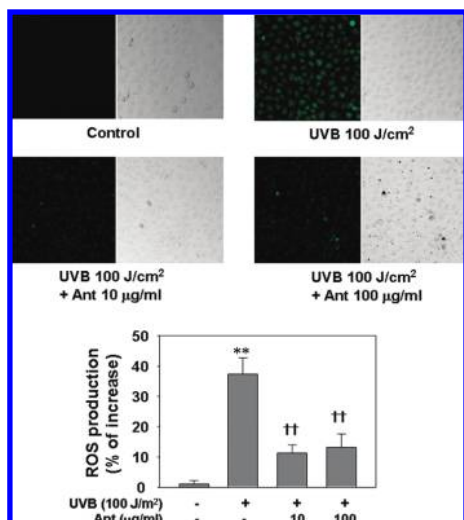 Control
UVB 100 J/cm²
UVB 100 J/cm²
+ Ant 10 µg/ml
UVB 100 J/cm²
+ Ant 100 µg/ml
ROS production
(% of increase)
50
40
30
20
10
0
**
††
††
UVB (100 J/m²) - + + +
Ant (µg/ml) - - 10 100